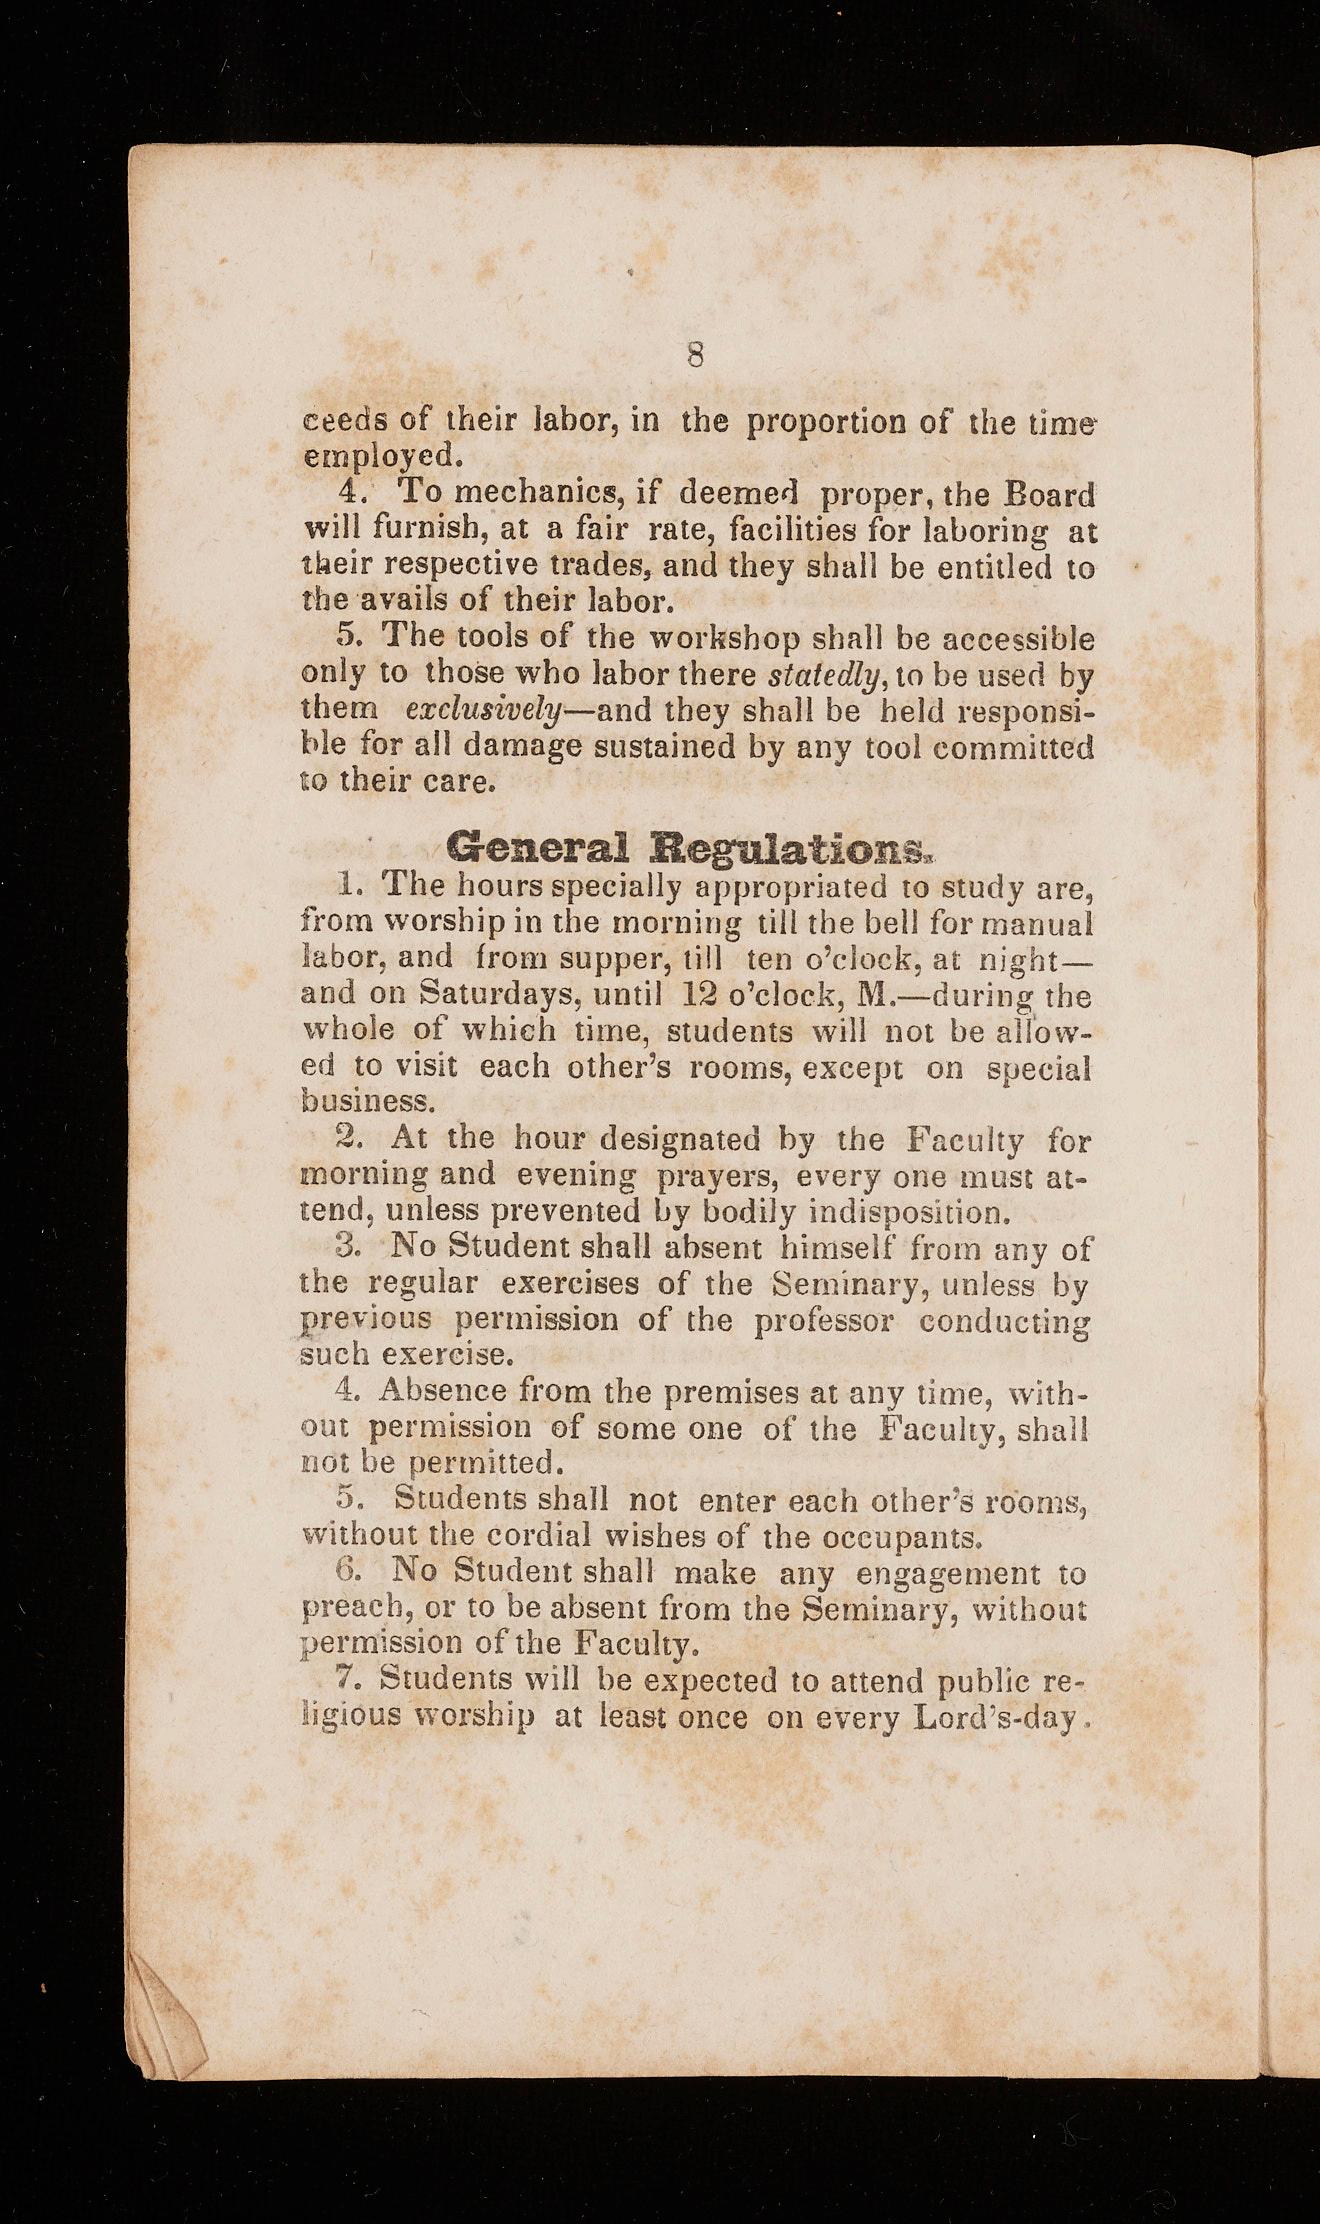 8
ceeds of their labor, in the proportion of the time
employed.
4. To mechanics, if deemed proper, the Board
will furnish, at a fair rate, facilities for laboring at
their respective trades, and they shall be entitled to
the avails of their labor.
5. The tools of the workshop shall be accessible
only to those who labor there statedly, to be used by
them exclusively—and they shall be held responsi-
ble for all damage sustained by any tool committed
to their care.
General Regulations.
1. The hours specially appropriated to study are,
from worship in the morning till the bell for manual
labor, and from supper, till ten o'clock, at night—
and on Saturdays, until 12 o'clock, M.—during the
whole of which time, students will not be allow-
ed to visit each other's rooms, except on special
business.
2. At the hour designated by the Faculty for
morning and evening prayers, every one must at-
tend, unless prevented by bodily indisposition.
3. No Student shall absent himself from any of
the regular exercises of the Seminary, unless by
previous permission of the professor conducting
such exercise.
4. Absence from the premises at any time, with-
out permission of some one of the Faculty, shall
not be permitted.
5. Students shall not enter each other's rooms,
without the cordial wishes of the occupants.
6. No Student shall make any engagement to
preach, or to be absent from the Seminary, without
permission of the Faculty.
7. Students will be expected to attend public re-
ligious worship at least once on every Lord's-day.